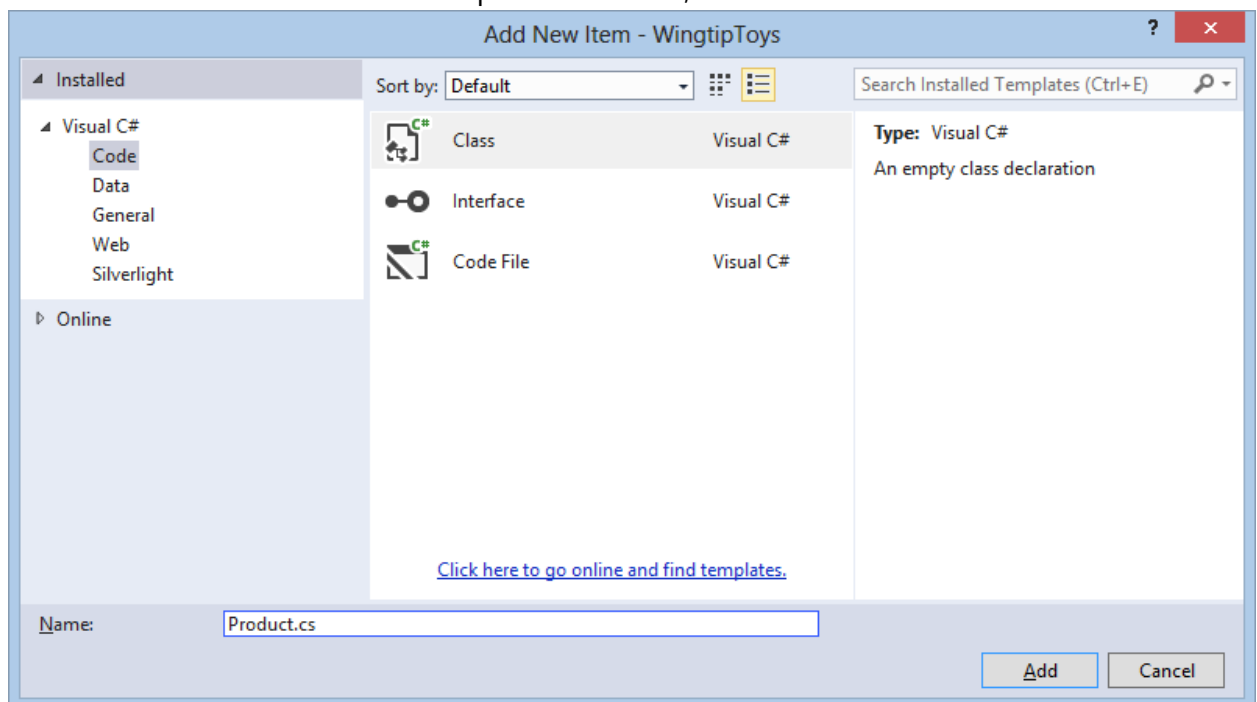 Add New Item - WingtipToys
?
×
Installed
Sort by: Default
Search Installed Templates (Ctrl+E)
Visual C#
Code
Data
General
Web
Silverlight
Online
C# Class Visual C#
Interface Visual C#
C# Code File Visual C#
Type: Visual C#
An empty class declaration
Click here to go online and find templates.
Name: Product.cs
Add Cancel